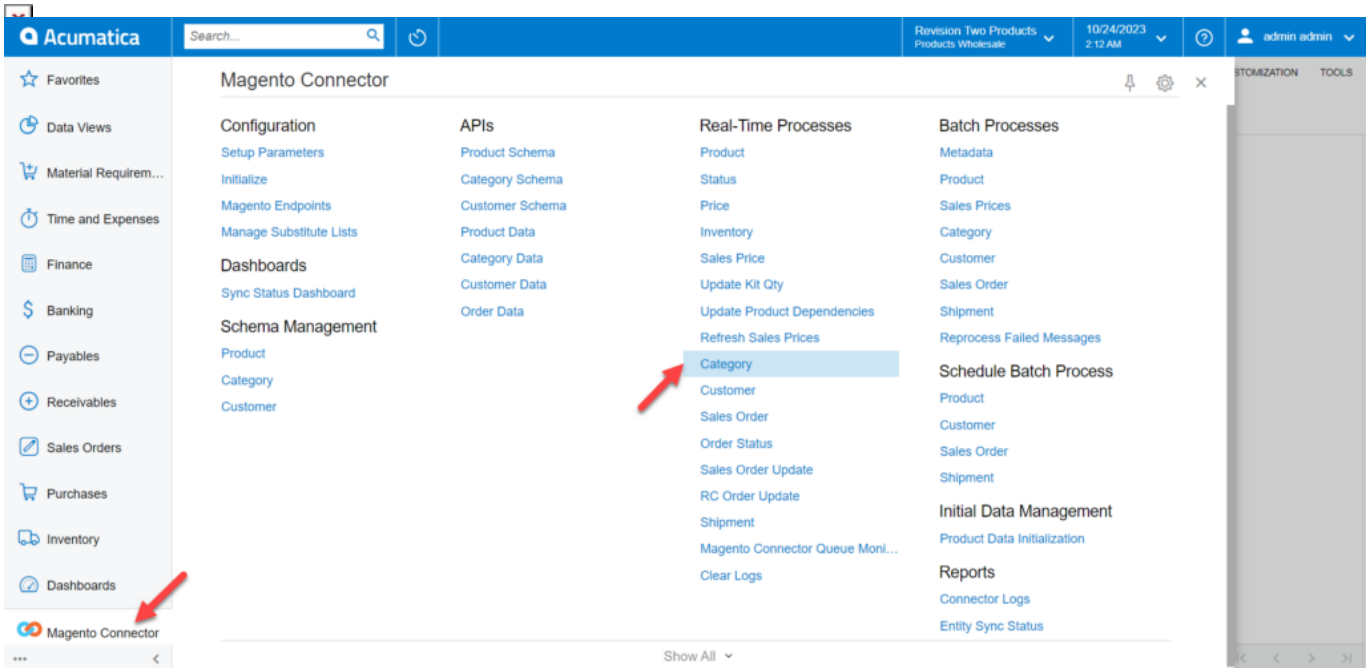 Acumatica
Search...
Revision Two Products
Products Wholesale
10/24/2023
2:12 AM
admin admin
Favorites
Data Views
Material Requirem...
Time and Expenses
Finance
Banking
Payables
Receivables
Sales Orders
Purchases
Inventory
Dashboards
Magento Connector
Magento Connector
Configuration
Setup Parameters
Initialize
Magento Endpoints
Manage Substitute Lists
Dashboards
Sync Status Dashboard
Schema Management
Product
Category
Customer
APIs
Product Schema
Category Schema
Customer Schema
Product Data
Category Data
Customer Data
Order Data
Real-Time Processes
Product
Status
Price
Inventory
Sales Price
Update Kit Qty
Update Product Dependencies
Refresh Sales Prices
Category
Customer
Sales Order
Order Status
Sales Order Update
RC Order Update
Shipment
Magento Connector Queue Moni...
Clear Logs
Batch Processes
Metadata
Product
Sales Prices
Category
Customer
Sales Order
Shipment
Reprocess Failed Messages
Schedule Batch Process
Product
Customer
Sales Order
Shipment
Initial Data Management
Product Data Initialization
Reports
Connector Logs
Entity Sync Status
Show All
STOMIZATION TOOLS